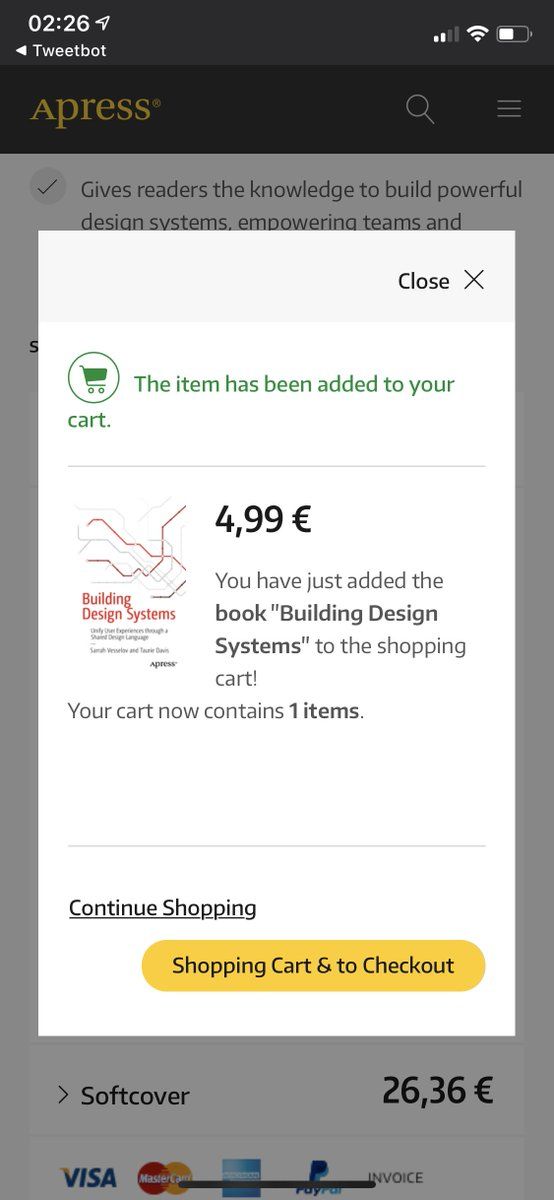 02:26
◀ Tweetbot
Apress®
Gives readers the knowledge to build powerful
design systems, empowering teams and
Close
s
The item has been added to your
cart.
4,99 €
Building
Design Systems
Unify User Experiences through a
Shared Design Language
Sarrah Vesselov and Taurie Davis
Apress®
You have just added the
book "Building Design
Systems" to the shopping
cart!
Your cart now contains 1 items.
Continue Shopping
Shopping Cart & to Checkout
Softcover
26,36 €
VISA
MasterCard
PayPal
INVOICE